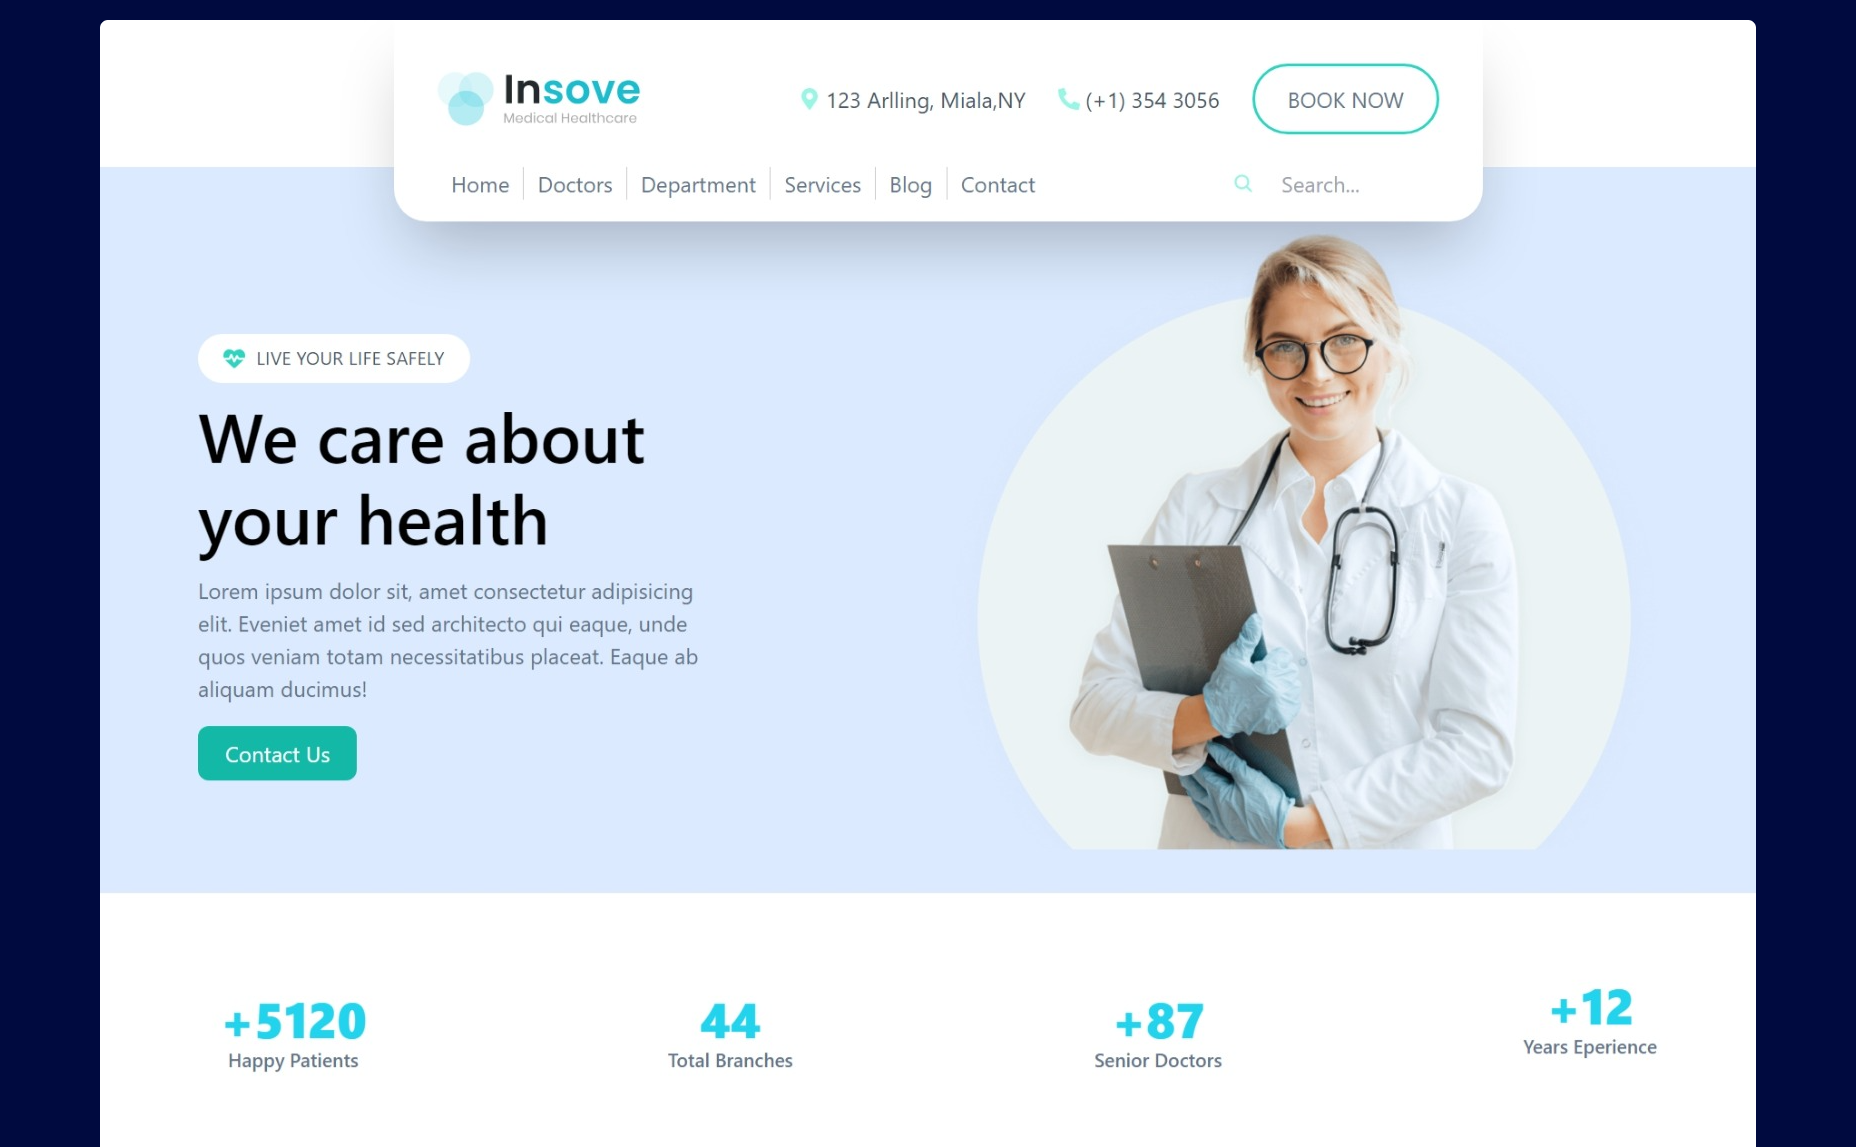 Insove
Medical Healthcare
123 Arlling, Miala,NY
(+1) 354 3056
BOOK NOW
Home
Doctors
Department
Services
Blog
Contact
Search...
LIVE YOUR LIFE SAFELY
We care about
your health
Lorem ipsum dolor sit, amet consectetur adipisicing
elit. Eveniet amet id sed architecto qui eaque, unde
quos veniam totam necessitatibus placeat. Eaque ab
aliquam ducimus!
Contact Us
+5120
Happy Patients
44
Total Branches
+87
Senior Doctors
+12
Years Eperience